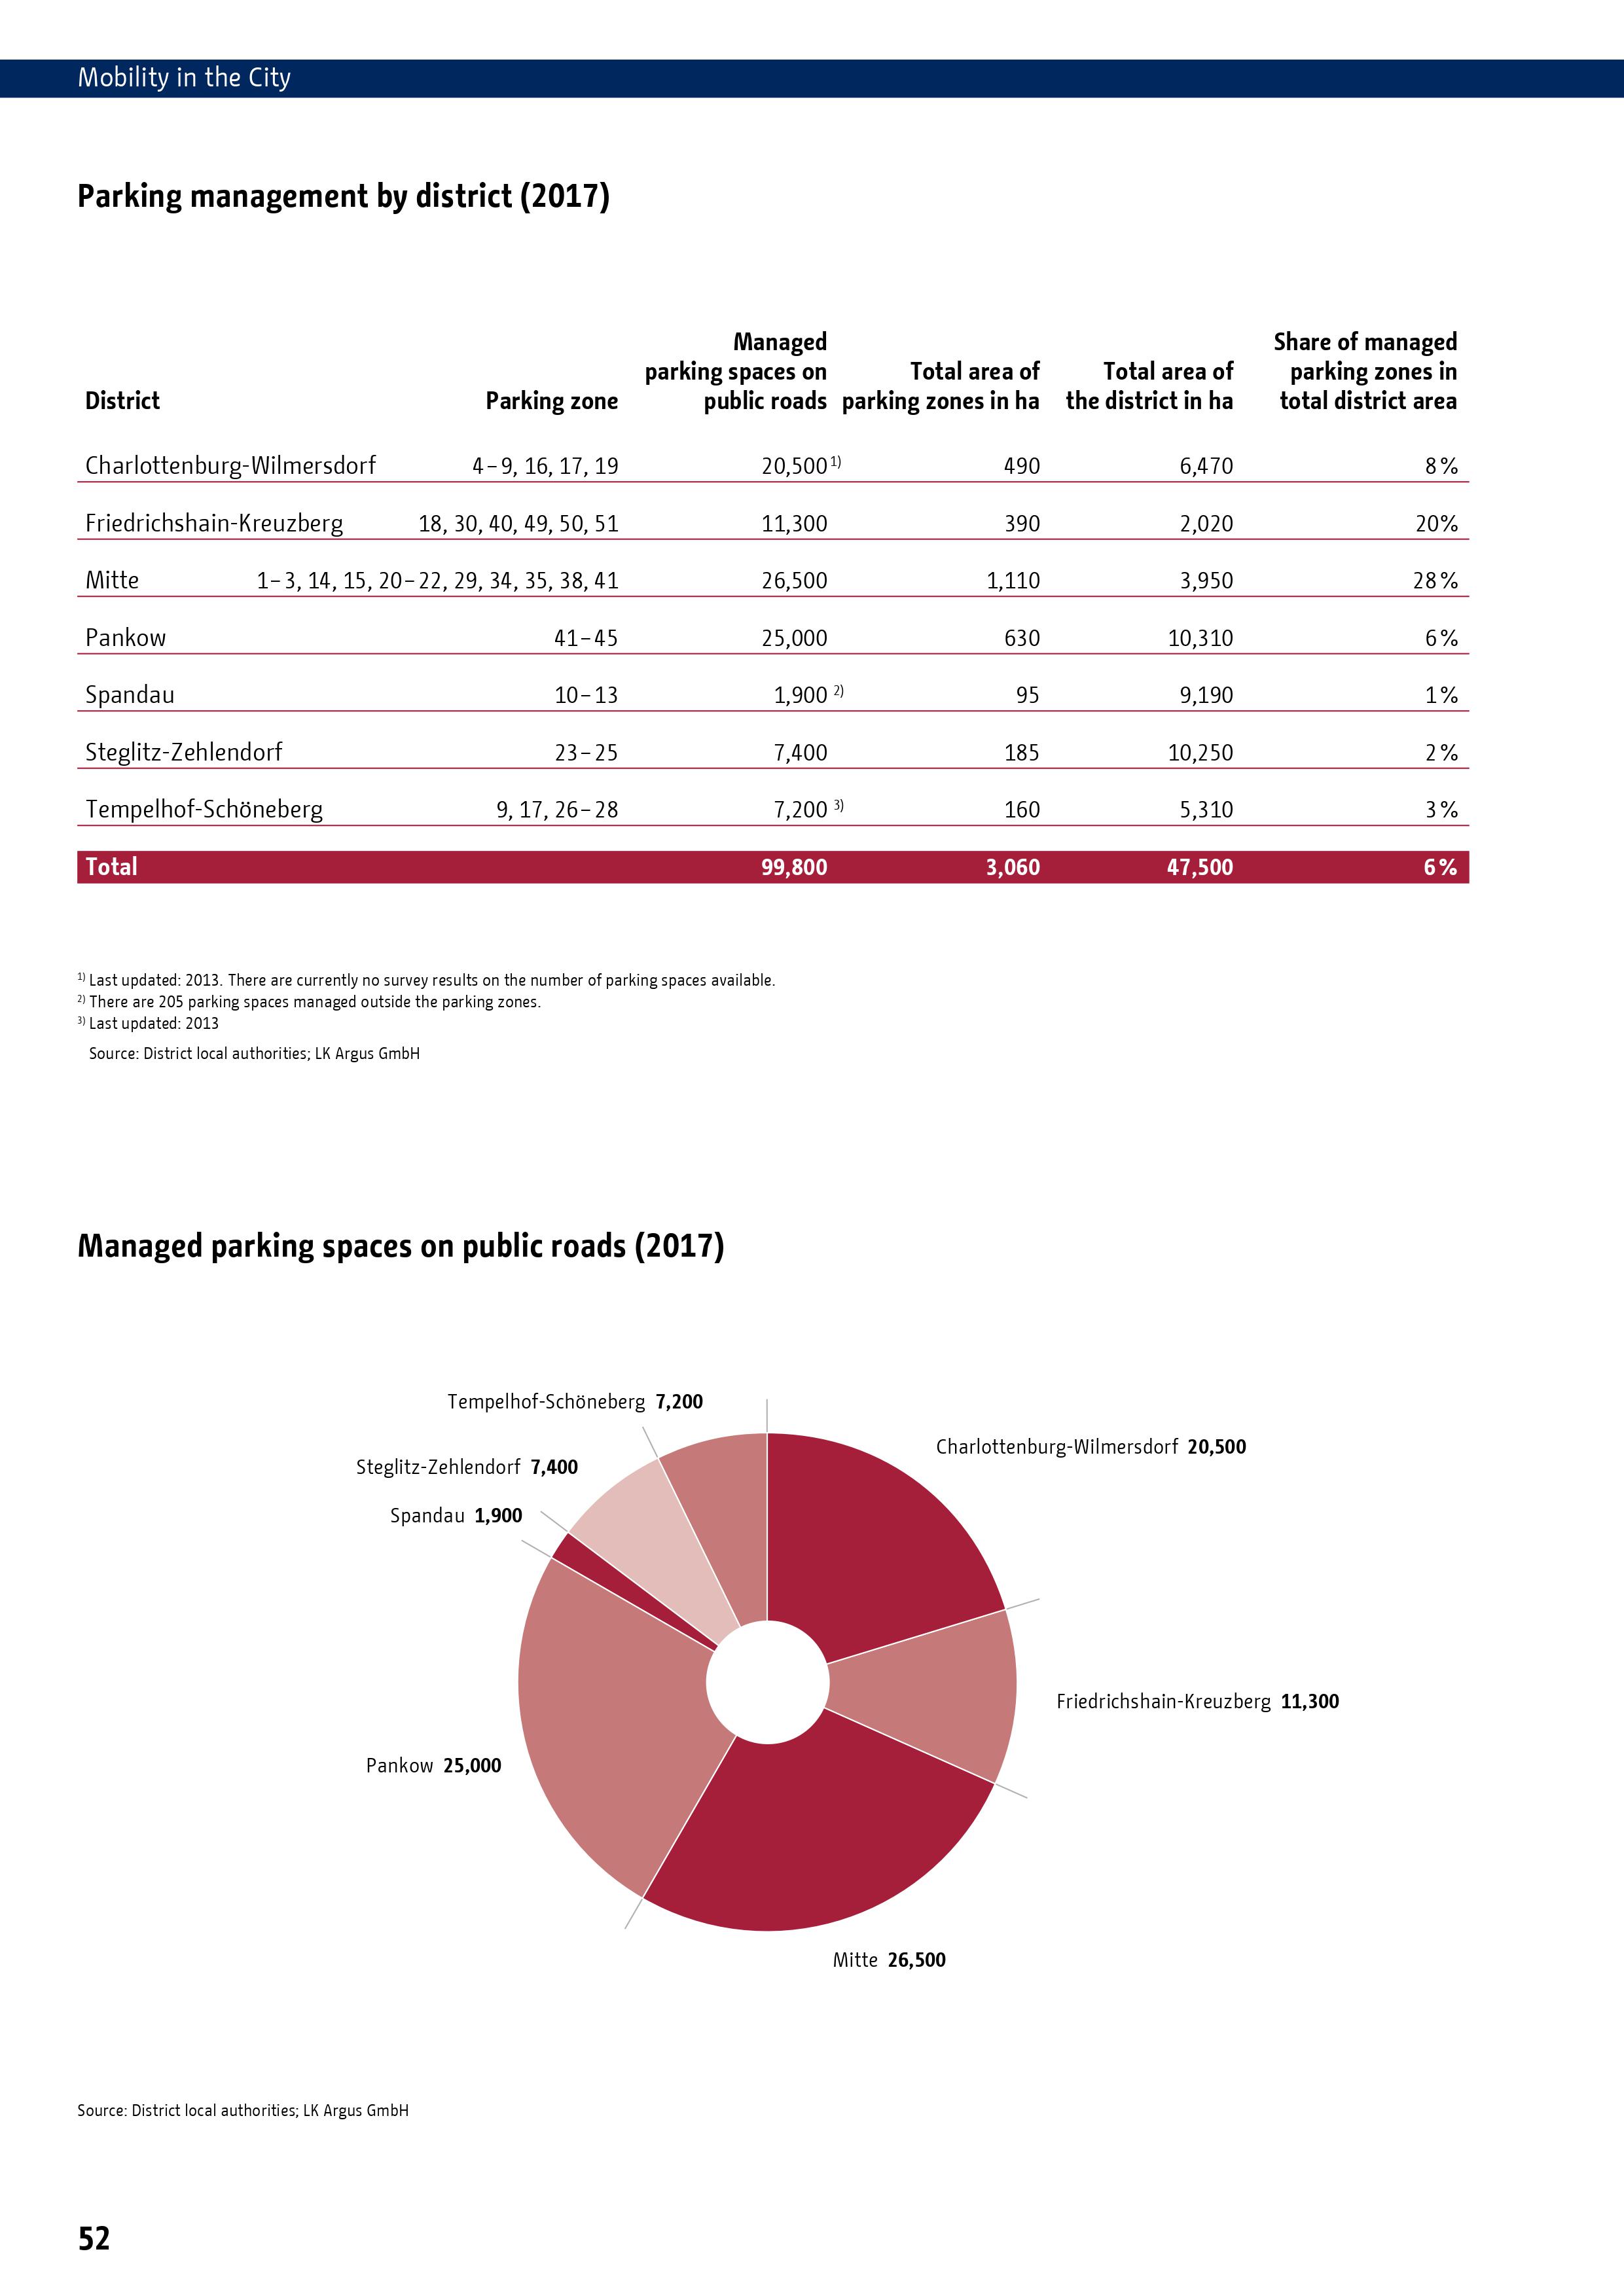 Mobility in the City
Parking management by district (2017)
District Parking zone Managed parking spaces on public roads Total area of parking zones in ha Total area of the district in ha Share of managed parking zones in total district area
Charlottenburg-Wilmersdorf 4–9, 16, 17, 19 20,500 1) 490 6,470 8 %
Friedrichshain-Kreuzberg 18, 30, 40, 49, 50, 51 11,300 390 2,020 20%
Mitte 1–3, 14, 15, 20–22, 29, 34, 35, 38, 41 26,500 1,110 3,950 28 %
Pankow 41–45 25,000 630 10,310 6 %
Spandau 10–13 1,900 2) 95 9,190 1 %
Steglitz-Zehlendorf 23–25 7,400 185 10,250 2 %
Tempelhof-Schöneberg 9, 17, 26–28 7,200 3) 160 5,310 3 %
Total 99,800 3,060 47,500 6 %
1) Last updated: 2013. There are currently no survey results on the number of parking spaces available.
2) There are 205 parking spaces managed outside the parking zones.
3) Last updated: 2013
Source: District local authorities; LK Argus GmbH
Managed parking spaces on public roads (2017)
Tempelhof-Schöneberg 7,200
Charlottenburg-Wilmersdorf 20,500
Steglitz-Zehlendorf 7,400
Spandau 1,900
Friedrichshain-Kreuzberg 11,300
Pankow 25,000
Mitte 26,500
Source: District local authorities; LK Argus GmbH
52